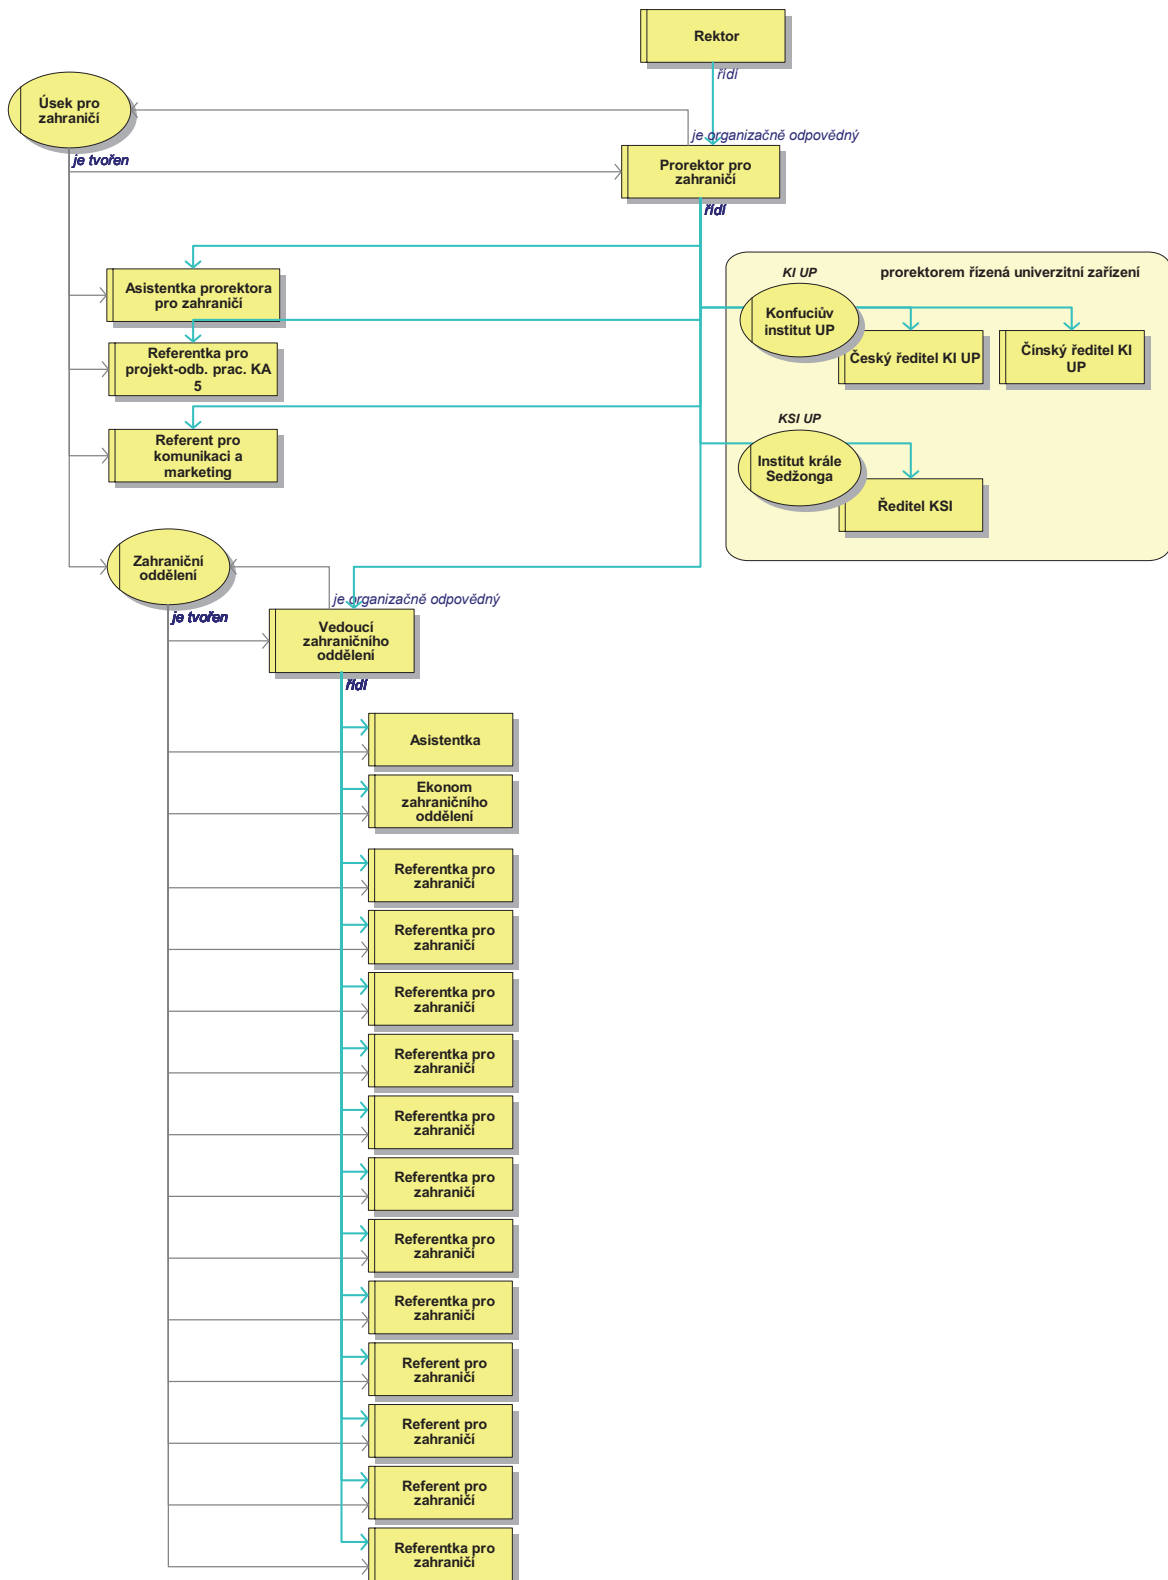 Rektor
řídí
Úsek pro
zahraničí
je organizačně odpovědný
je tvořen
Prorektor pro
zahraničí
řídí
KI UP
prorektorem řízená univerzitní zařízení
Asistentka prorektora
pro zahraničí
Konfuciův
institut UP
Český ředitel KI UP
Čínský ředitel KI
UP
Referentka pro
projekt-odb. prac. KA
5
KSI UP
Referent pro
komunikaci a
marketing
Institut krále
Sedžonga
Ředitel KSI
Zahraniční
oddělení
je organizačně odpovědný
je tvořen
Vedoucí
zahraničního
oddělení
řídí
Asistentka
Ekonom
zahraničního
oddělení
Referentka pro
zahraničí
Referentka pro
zahraničí
Referentka pro
zahraničí
Referentka pro
zahraničí
Referentka pro
zahraničí
Referentka pro
zahraničí
Referentka pro
zahraničí
Referentka pro
zahraničí
Referent pro
zahraničí
Referent pro
zahraničí
Referent pro
zahraničí
Referentka pro
zahraničí